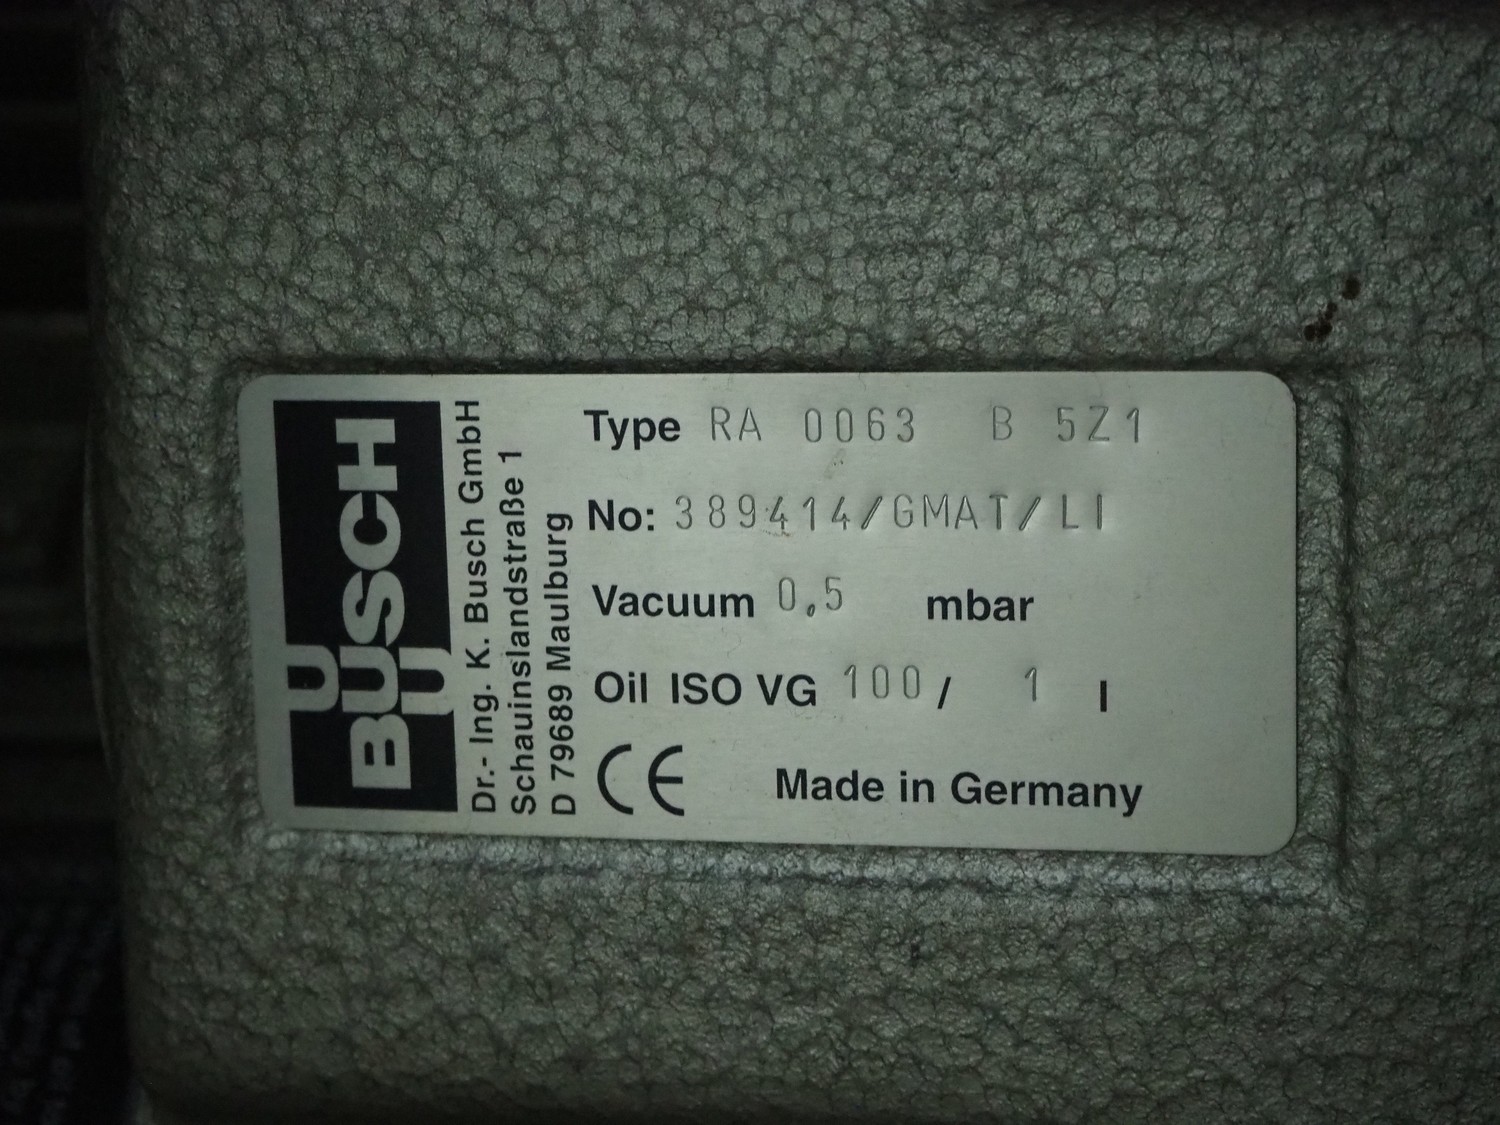 BUSCH
Dr.- Ing. K. Busch GmbH
Schauinslandstraße 1
D 79689 Maulburg
Type RA 0063 B 5Z1
No: 389414/GMAT/LI
Vacuum 0,5 mbar
Oil ISO VG 100/ 1 l
CE Made in Germany